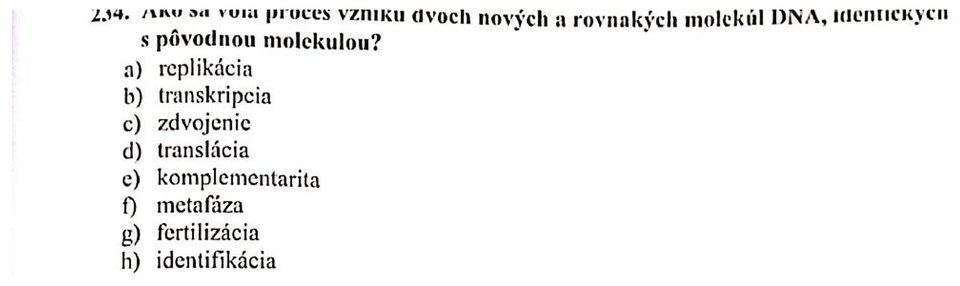 234. Ako sa volá proces vzniku dvoch nových a rovnakých molekúl DNA, identických
s pôvodnou molekulou?
a) replikácia
b) transkripcia
c) zdvojenie
d) translácia
e) komplementarita
f) metafáza
g) fertilizácia
h) identifikácia